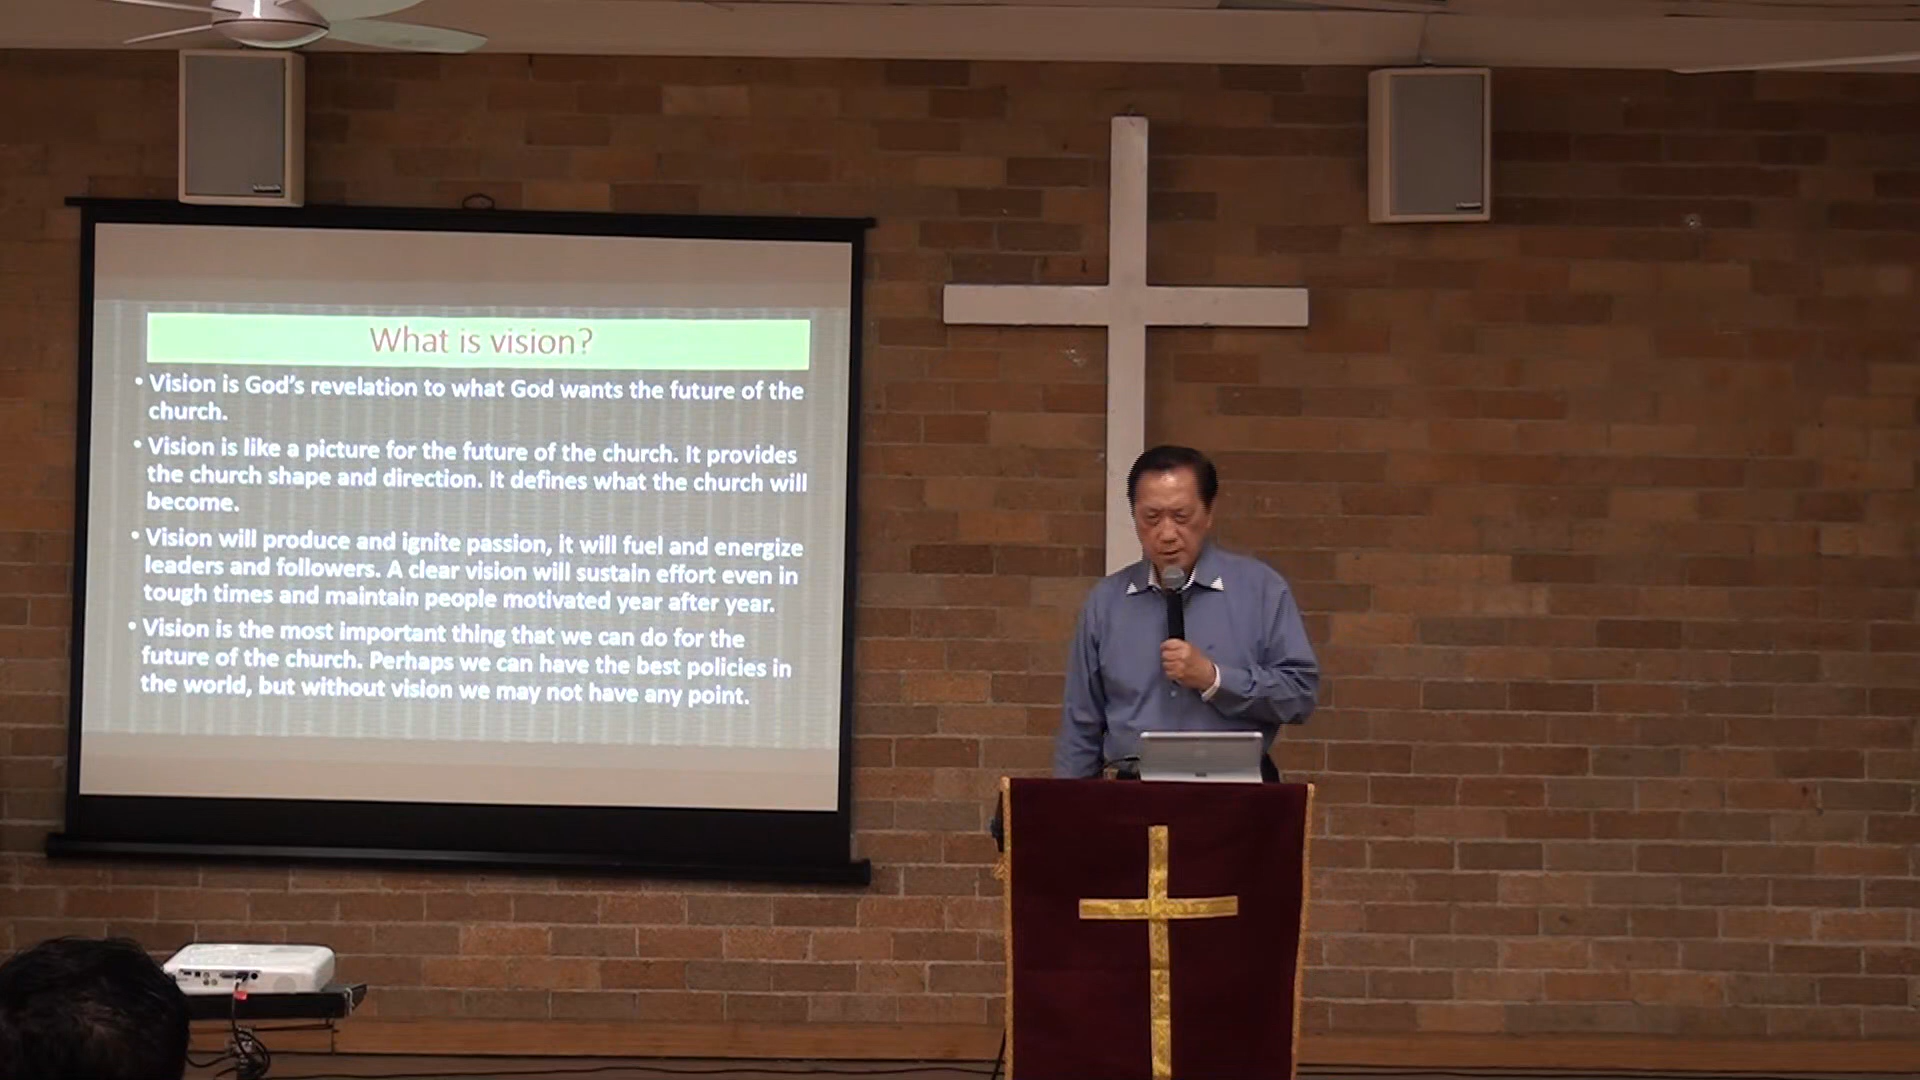 What is vision?
• Vision is God's revelation to what God wants the future of the
church.
• Vision is like a picture for the future of the church. It provides
the church shape and direction. It defines what the church will
become.
• Vision will produce and ignite passion, it will fuel and energize
leaders and followers. A clear vision will sustain effort even in
tough times and maintain people motivated year after year.
• Vision is the most important thing that we can do for the
future of the church. Perhaps we can have the best policies in
the world, but without vision we may not have any point.